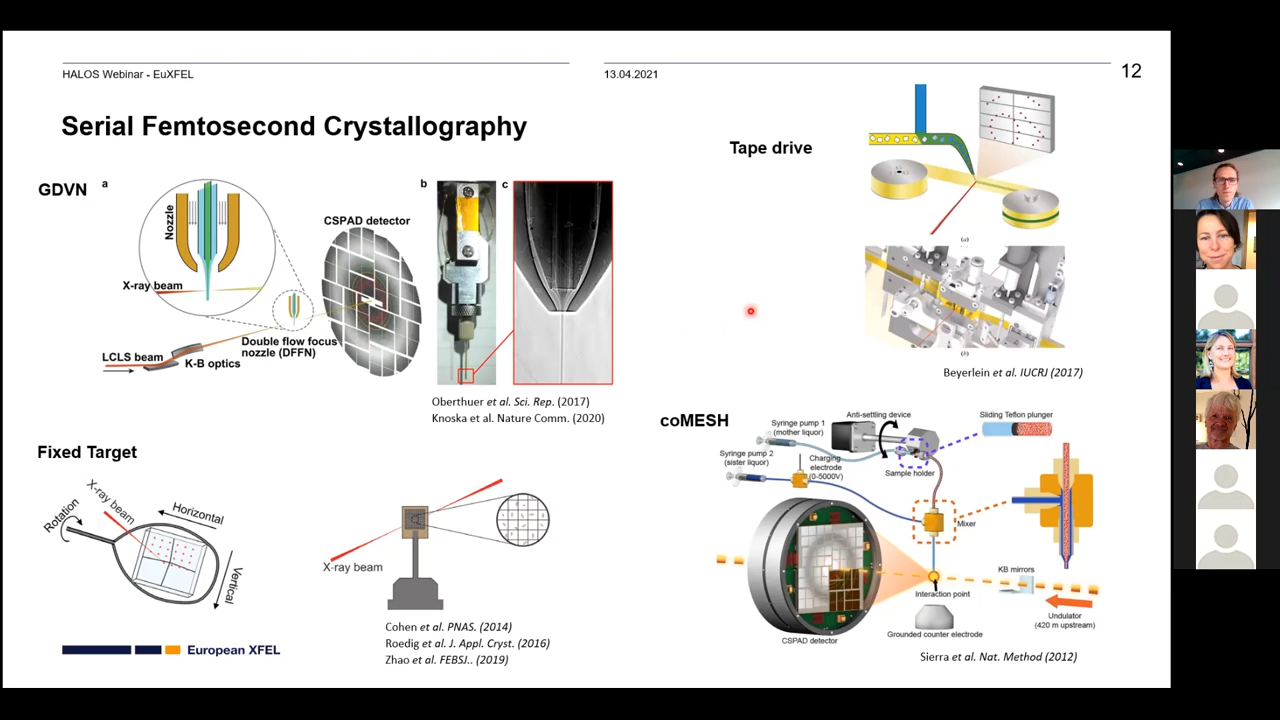 HALOS Webinar - EuXFEL
13.04.2021
12
Serial Femtosecond Crystallography
GDVN
a
Nozzle
X-ray beam
LCLS beam
K-B optics
Double flow focus
nozzle (DFFN)
CSPAD detector
b
c
Oberthuer et al. Sci. Rep. (2017)
Knoska et al. Nature Comm. (2020)
Tape drive
(a)
(b)
Beyerlein et al. IUCRJ (2017)
Fixed Target
Rotation
X-ray beam
Horizontal
Vertical
X-ray beam
Cohen et al. PNAS. (2014)
Roedig et al. J. Appl. Cryst. (2016)
Zhao et al. FEBSJ.. (2019)
coMESH
Syringe pump 1
(mother liquor)
Anti-settling device
Sliding Teflon plunger
Syringe pump 2
(sister liquor)
Charging
electrode
(0-5000V)
Sample holder
Mixer
KB mirrors
Interaction point
Undulator
(420 m upstream)
Grounded counter electrode
CSPAD detector
Sierra et al. Nat. Method (2012)
European XFEL